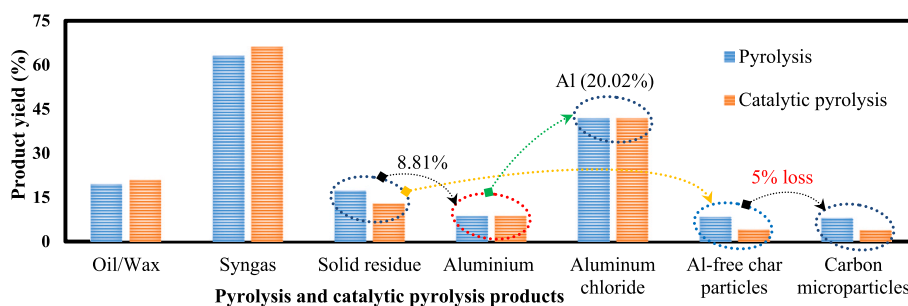 75
60
45
30
15
0
Product yield (%)
Pyrolysis
Catalytic pyrolysis
Al (20.02%)
8.81%
5% loss
Oil/Wax
Syngas
Solid residue
Aluminium
Aluminum
chloride
Al-free char
particles
Carbon
microparticles
Pyrolysis and catalytic pyrolysis products